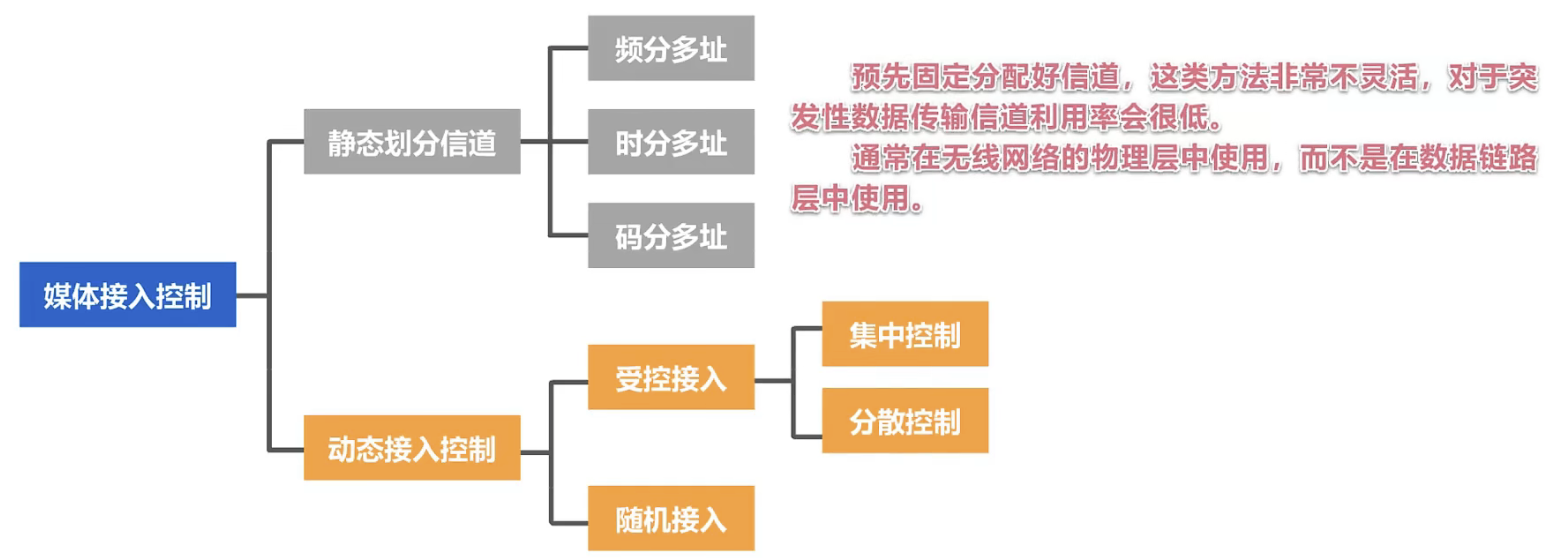 频分多址
预先固定分配好信道，这类方法非常不灵活，对于突
发性数据传输信道利用率会很低。
静态划分信道
时分多址
通常在无线网络的物理层中使用，而不是在数据链路
层中使用。
码分多址
媒体接入控制
集中控制
受控接入
分散控制
动态接入控制
随机接入